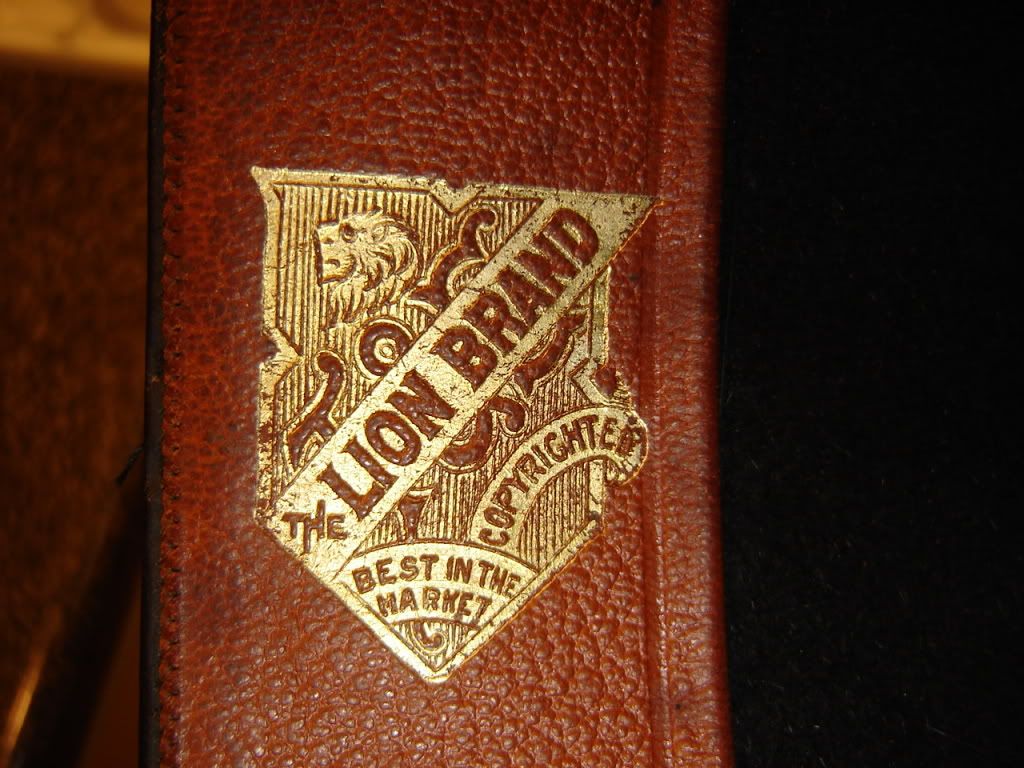 THE LION BRAND
COPYRIGHTED
BEST IN THE
MARKET